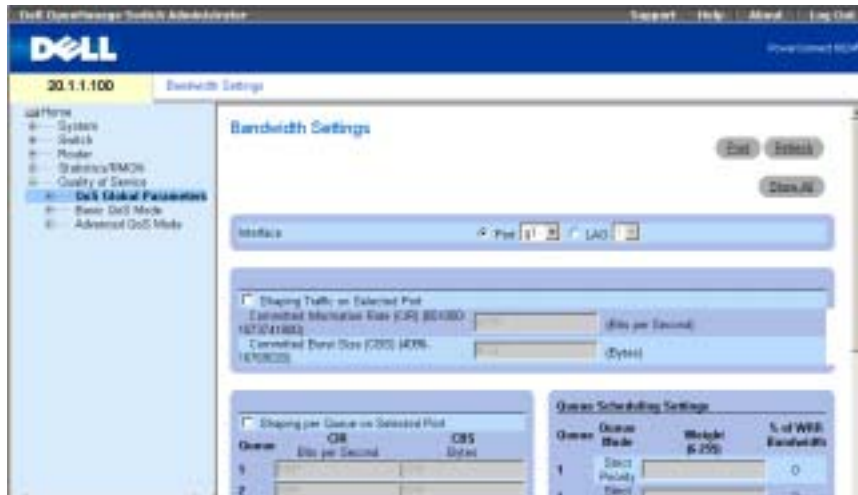 Dell OpenManage Switch Administrator
Support Help About Log Out
DELL
20.1.1.100
Bandwidth Settings
Home
System
Switch
Router
Statistics/RMON
Quality of Service
QoS Global Parameters
Basic QoS Mode
Advanced QoS Mode
Bandwidth Settings
Print Refresh
Show All
Interface Port g1 LAG
Shaping Traffic on Selected Port
Committed Information Rate (CIR)
(Bits per Second)
Committed Burst Size (CBS) (4096-
(Bytes)
Shaping per Queue on Selected Port
Queue CIR Bits per Second CBS Bytes
1
2
Queue Scheduling Settings
Queue Queue Mode Weight % of WRR Bandwidth
1 Strict Priority 0
Strict